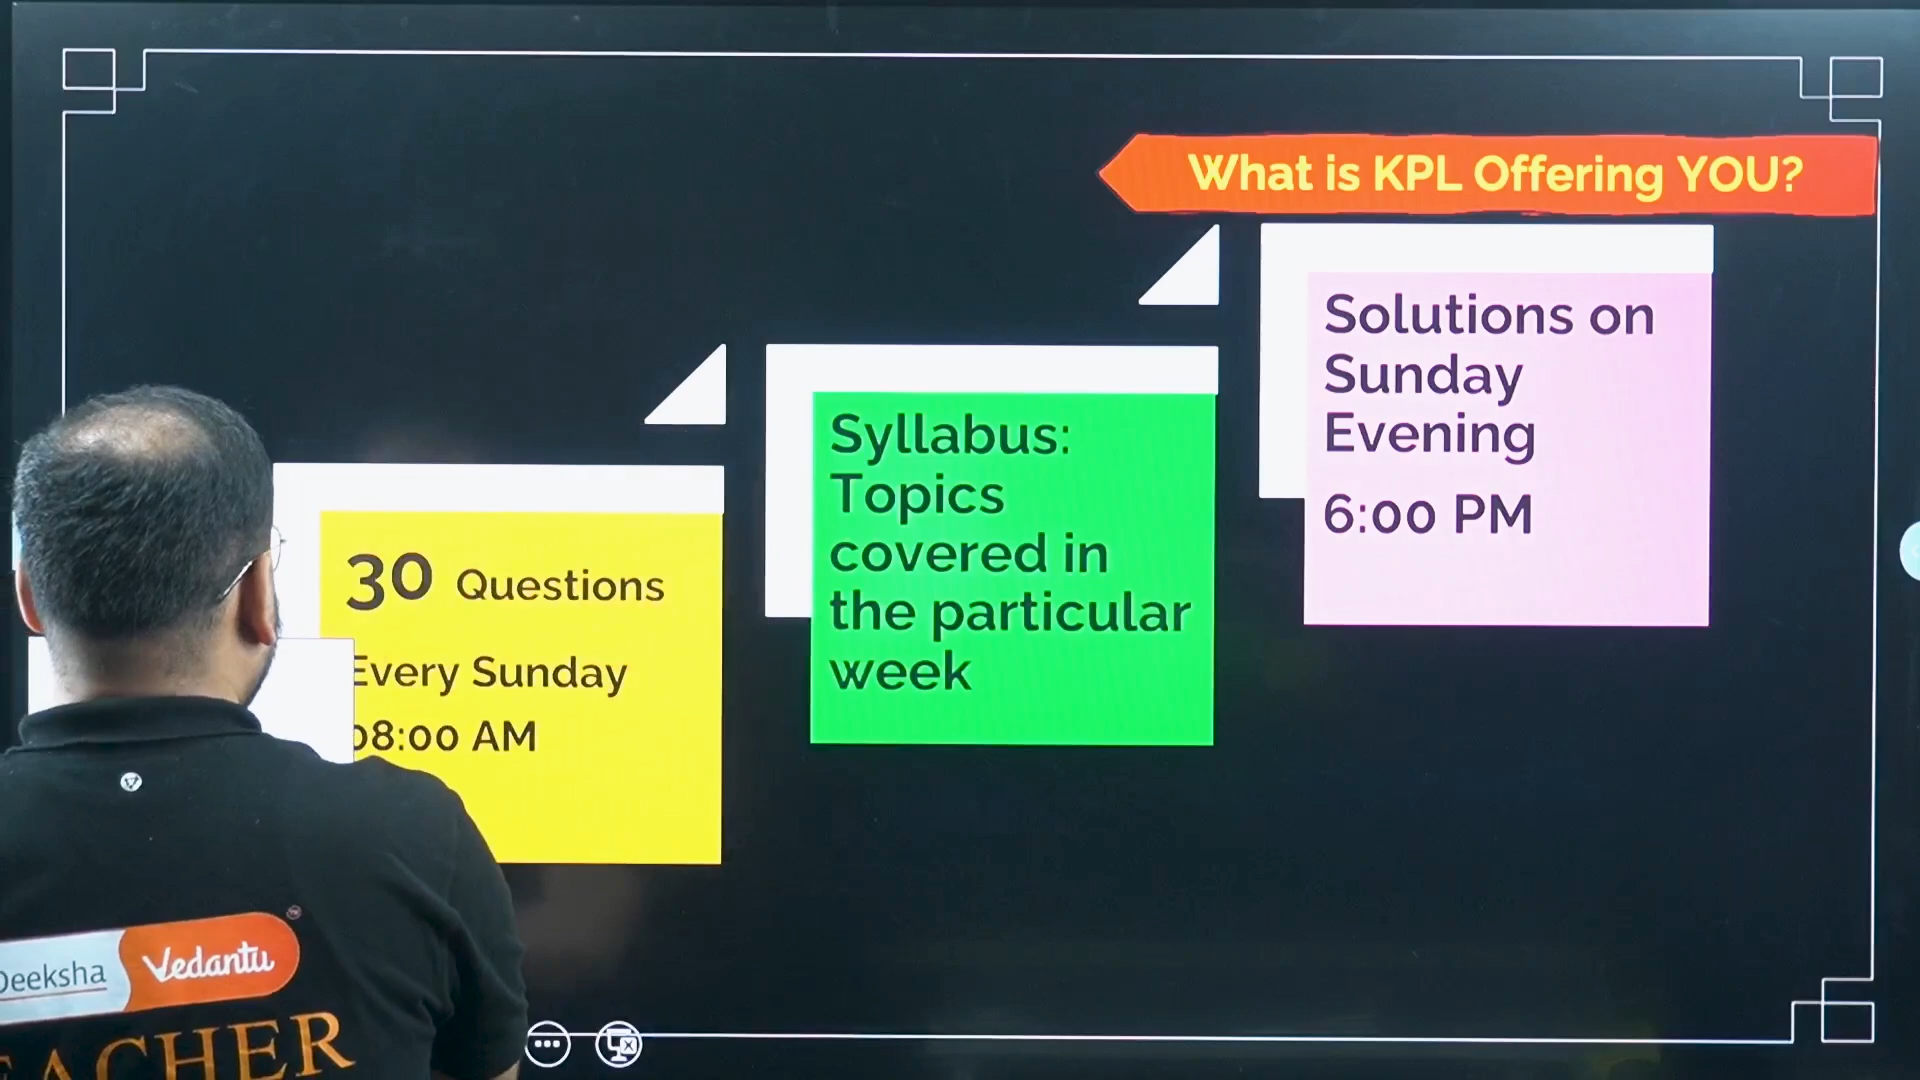 What is KPL Offering YOU?
30 Questions
Every Sunday
08:00 AM
Syllabus:
Topics
covered in
the particular
week
Solutions on
Sunday
Evening
6:00 PM
Deeksha
Vedantu
EACHER